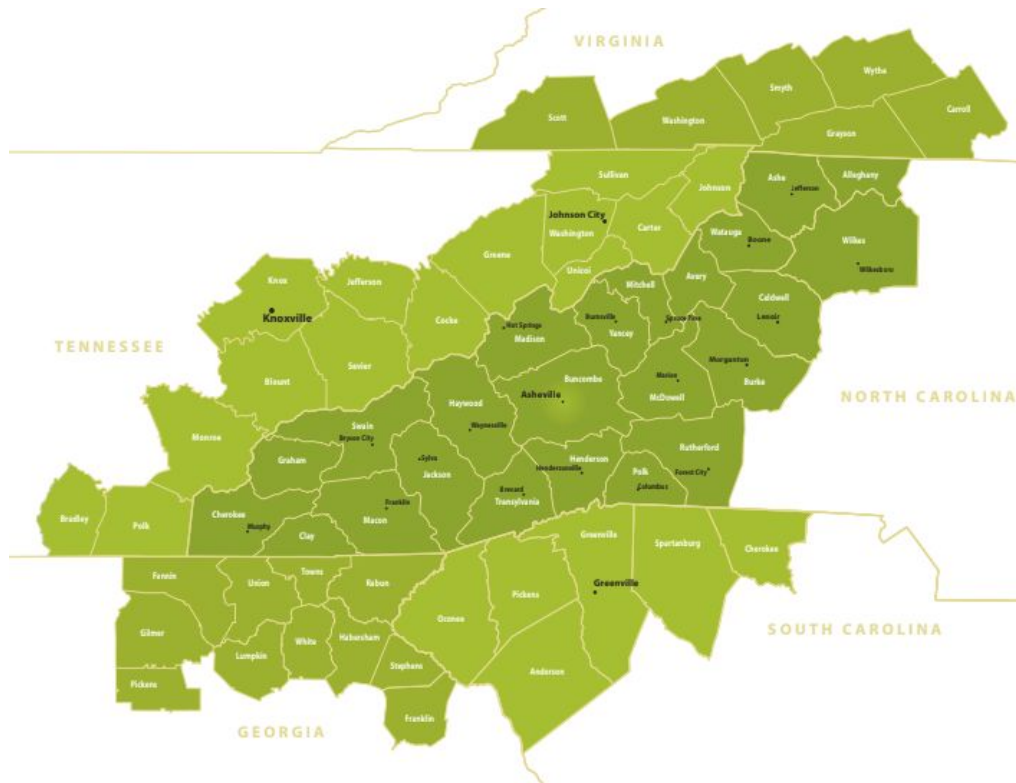 VIRGINIA
Wythe
Smyth
Carroll
Scott
Washington
Grayson
Sullivan
Johnson
Ashe
Alleghany
Jefferson
Johnson City
Washington
Carter
Watauga
Boone
Wilkes
Wilkesboro
Greene
Unicoi
Mitchell
Avery
Caldwell
Lenoir
Knox
Jefferson
Knoxville
Cocke
Hot Springs
Madison
Burnsville
Yancey
Spruce Pine
TENNESSEE
Blount
Sevier
Morganton
Burke
Buncombe
Asheville
Marion
McDowell
NORTH CAROLINA
Haywood
Waynesville
Swain
Bryson City
Monroe
Graham
Sylva
Jackson
Henderson
Hendersonville
Rutherford
Forest City
Polk
Columbus
Brevard
Transylvania
Cherokee
Murphy
Franklin
Macon
Clay
Bradley
Polk
Greenville
Spartanburg
Cherokee
Fannin
Union
Towns
Rabun
Pickens
Greenville
Oconee
Gilmer
Lumpkin
White
Habersham
Stephens
Anderson
Pickens
Franklin
SOUTH CAROLINA
GEORGIA